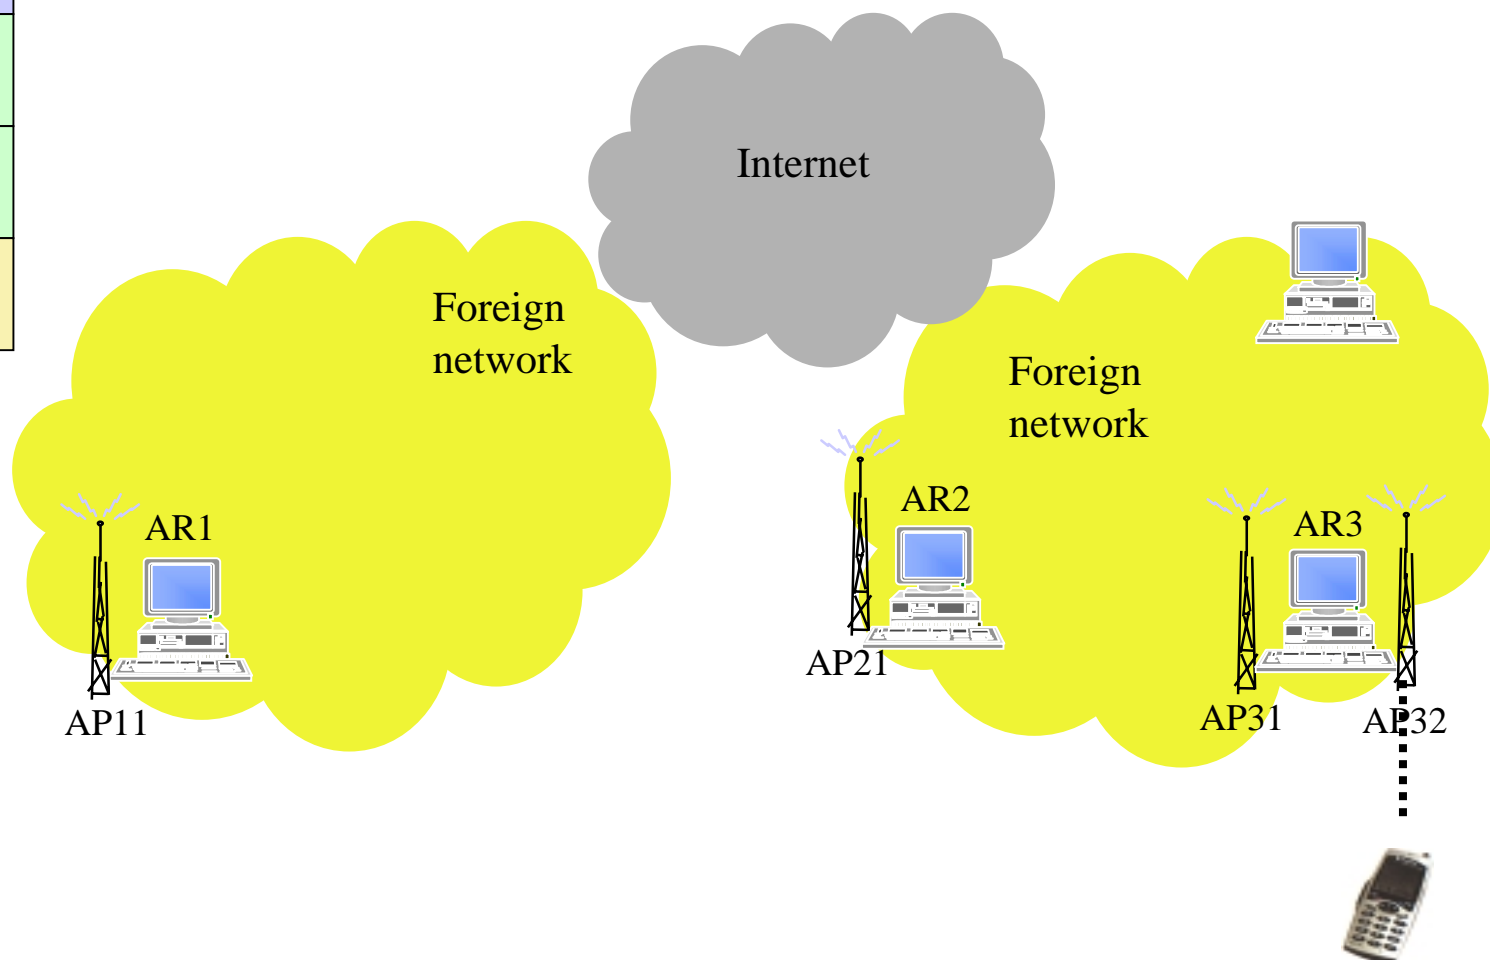 Internet
Foreign
network
Foreign
network
AR1
AR2
AR3
AP11
AP21
AP31
AP32